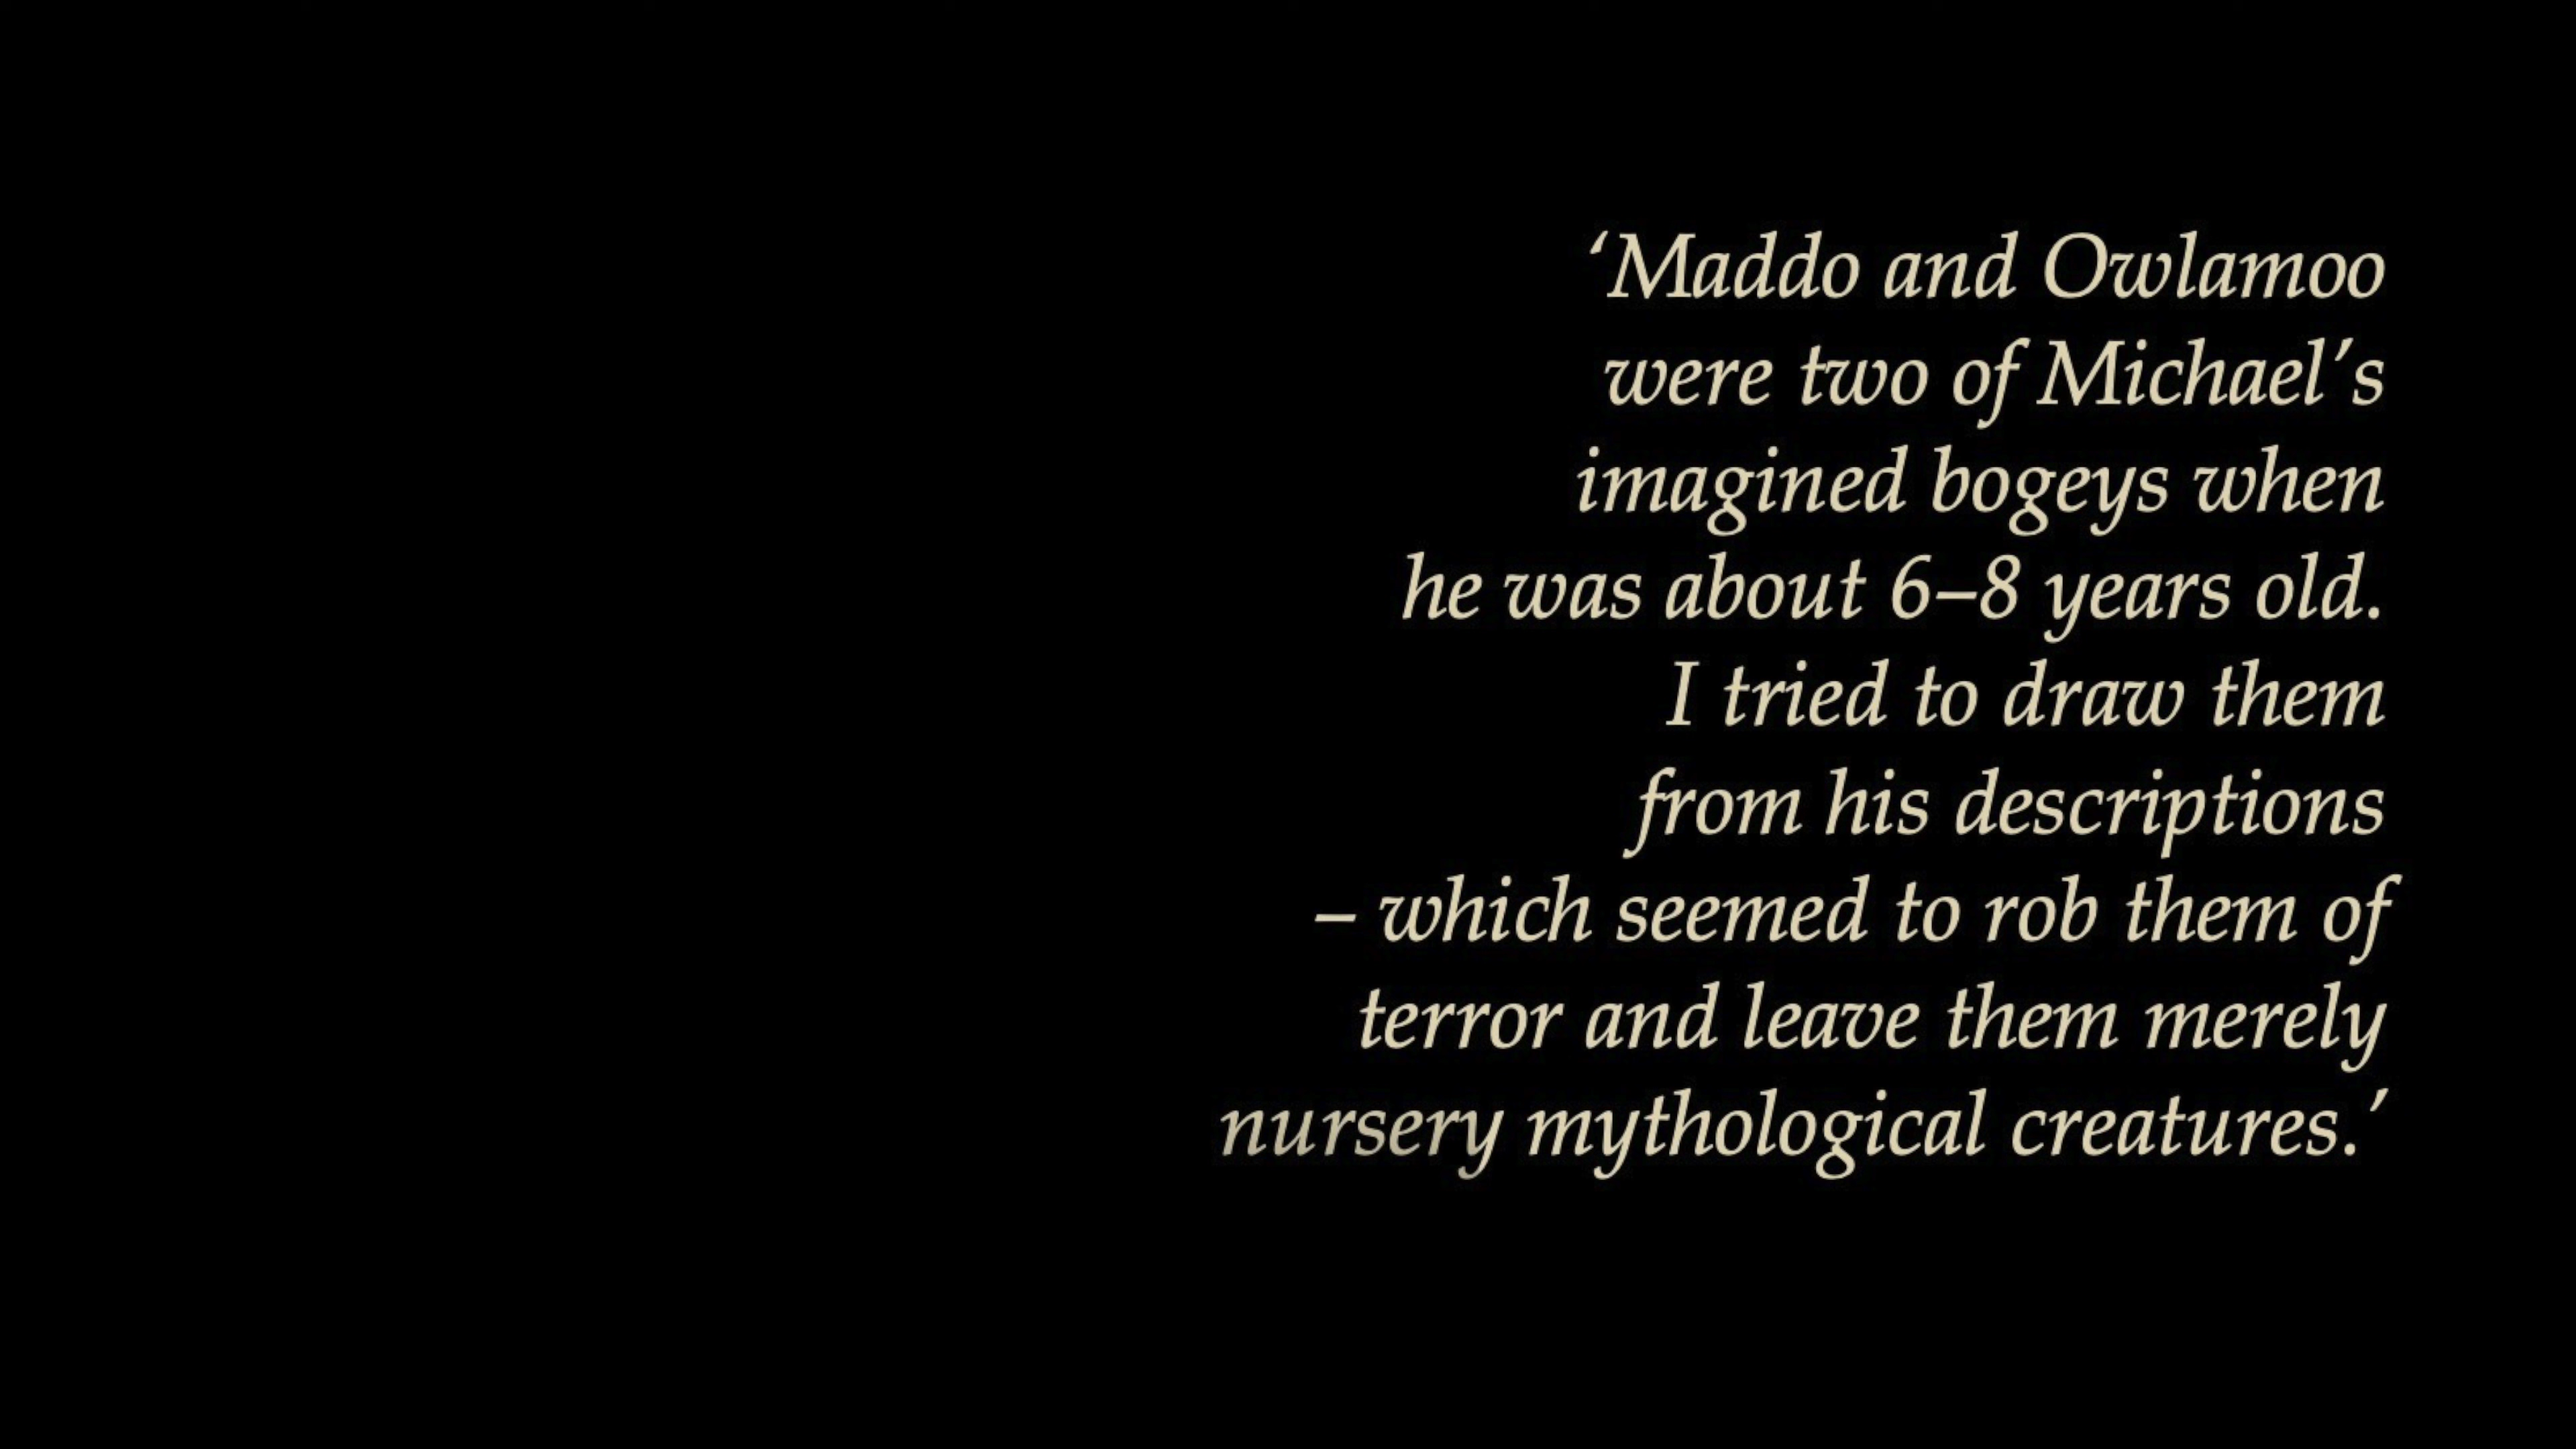 ‘Maddo and Owlamoo
were two of Michael’s
imagined bogeys when
he was about 6–8 years old.
I tried to draw them
from his descriptions
– which seemed to rob them of
terror and leave them merely
nursery mythological creatures.’